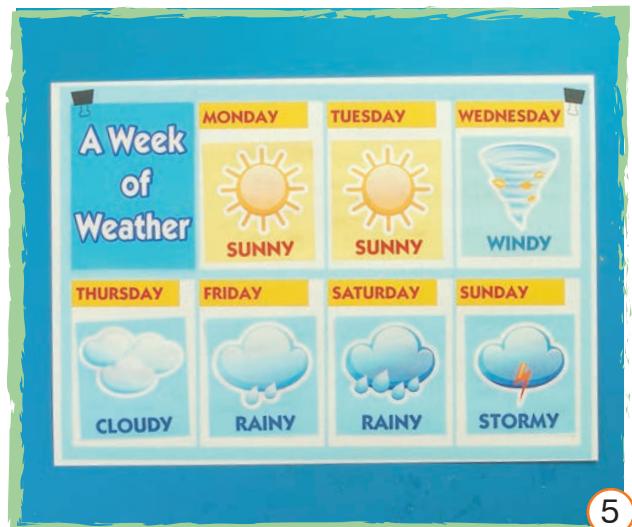 A Week
of
Weather
MONDAY
SUNNY
TUESDAY
SUNNY
WEDNESDAY
WINDY
THURSDAY
CLOUDY
FRIDAY
RAINY
SATURDAY
RAINY
SUNDAY
STORMY
5